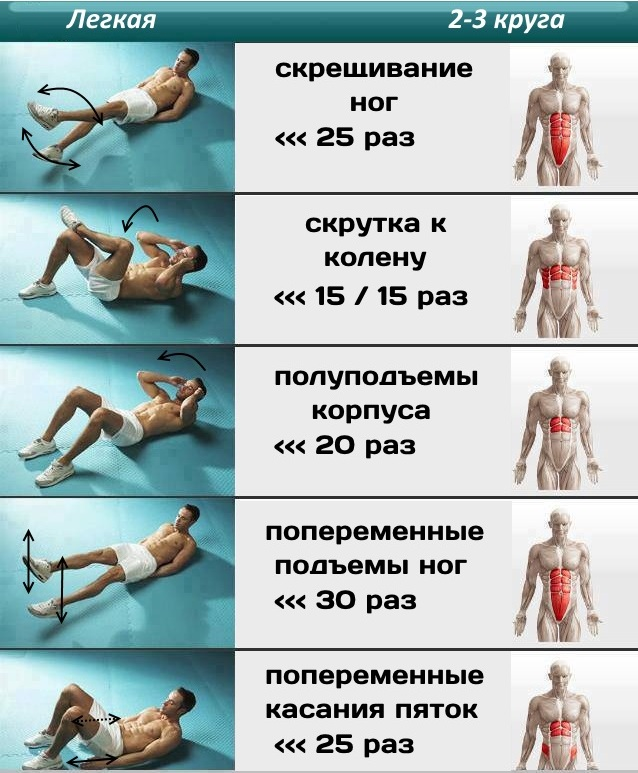 Легкая 2-3 круга
скрещивание
ног
<<< 25 раз
скрутка к
колену
<<< 15 / 15 раз
полуподъемы
корпуса
<<< 20 раз
попеременные
подъемы ног
<<< 30 раз
попеременные
касания пяток
<<< 25 раз